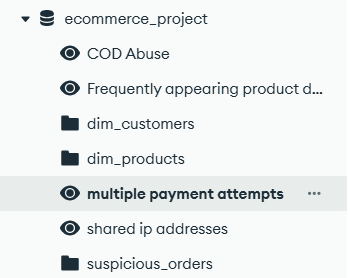 ecommerce_project
COD Abuse
Frequently appearing product d...
dim_customers
dim_products
multiple payment attempts
shared ip addresses
suspicious_orders